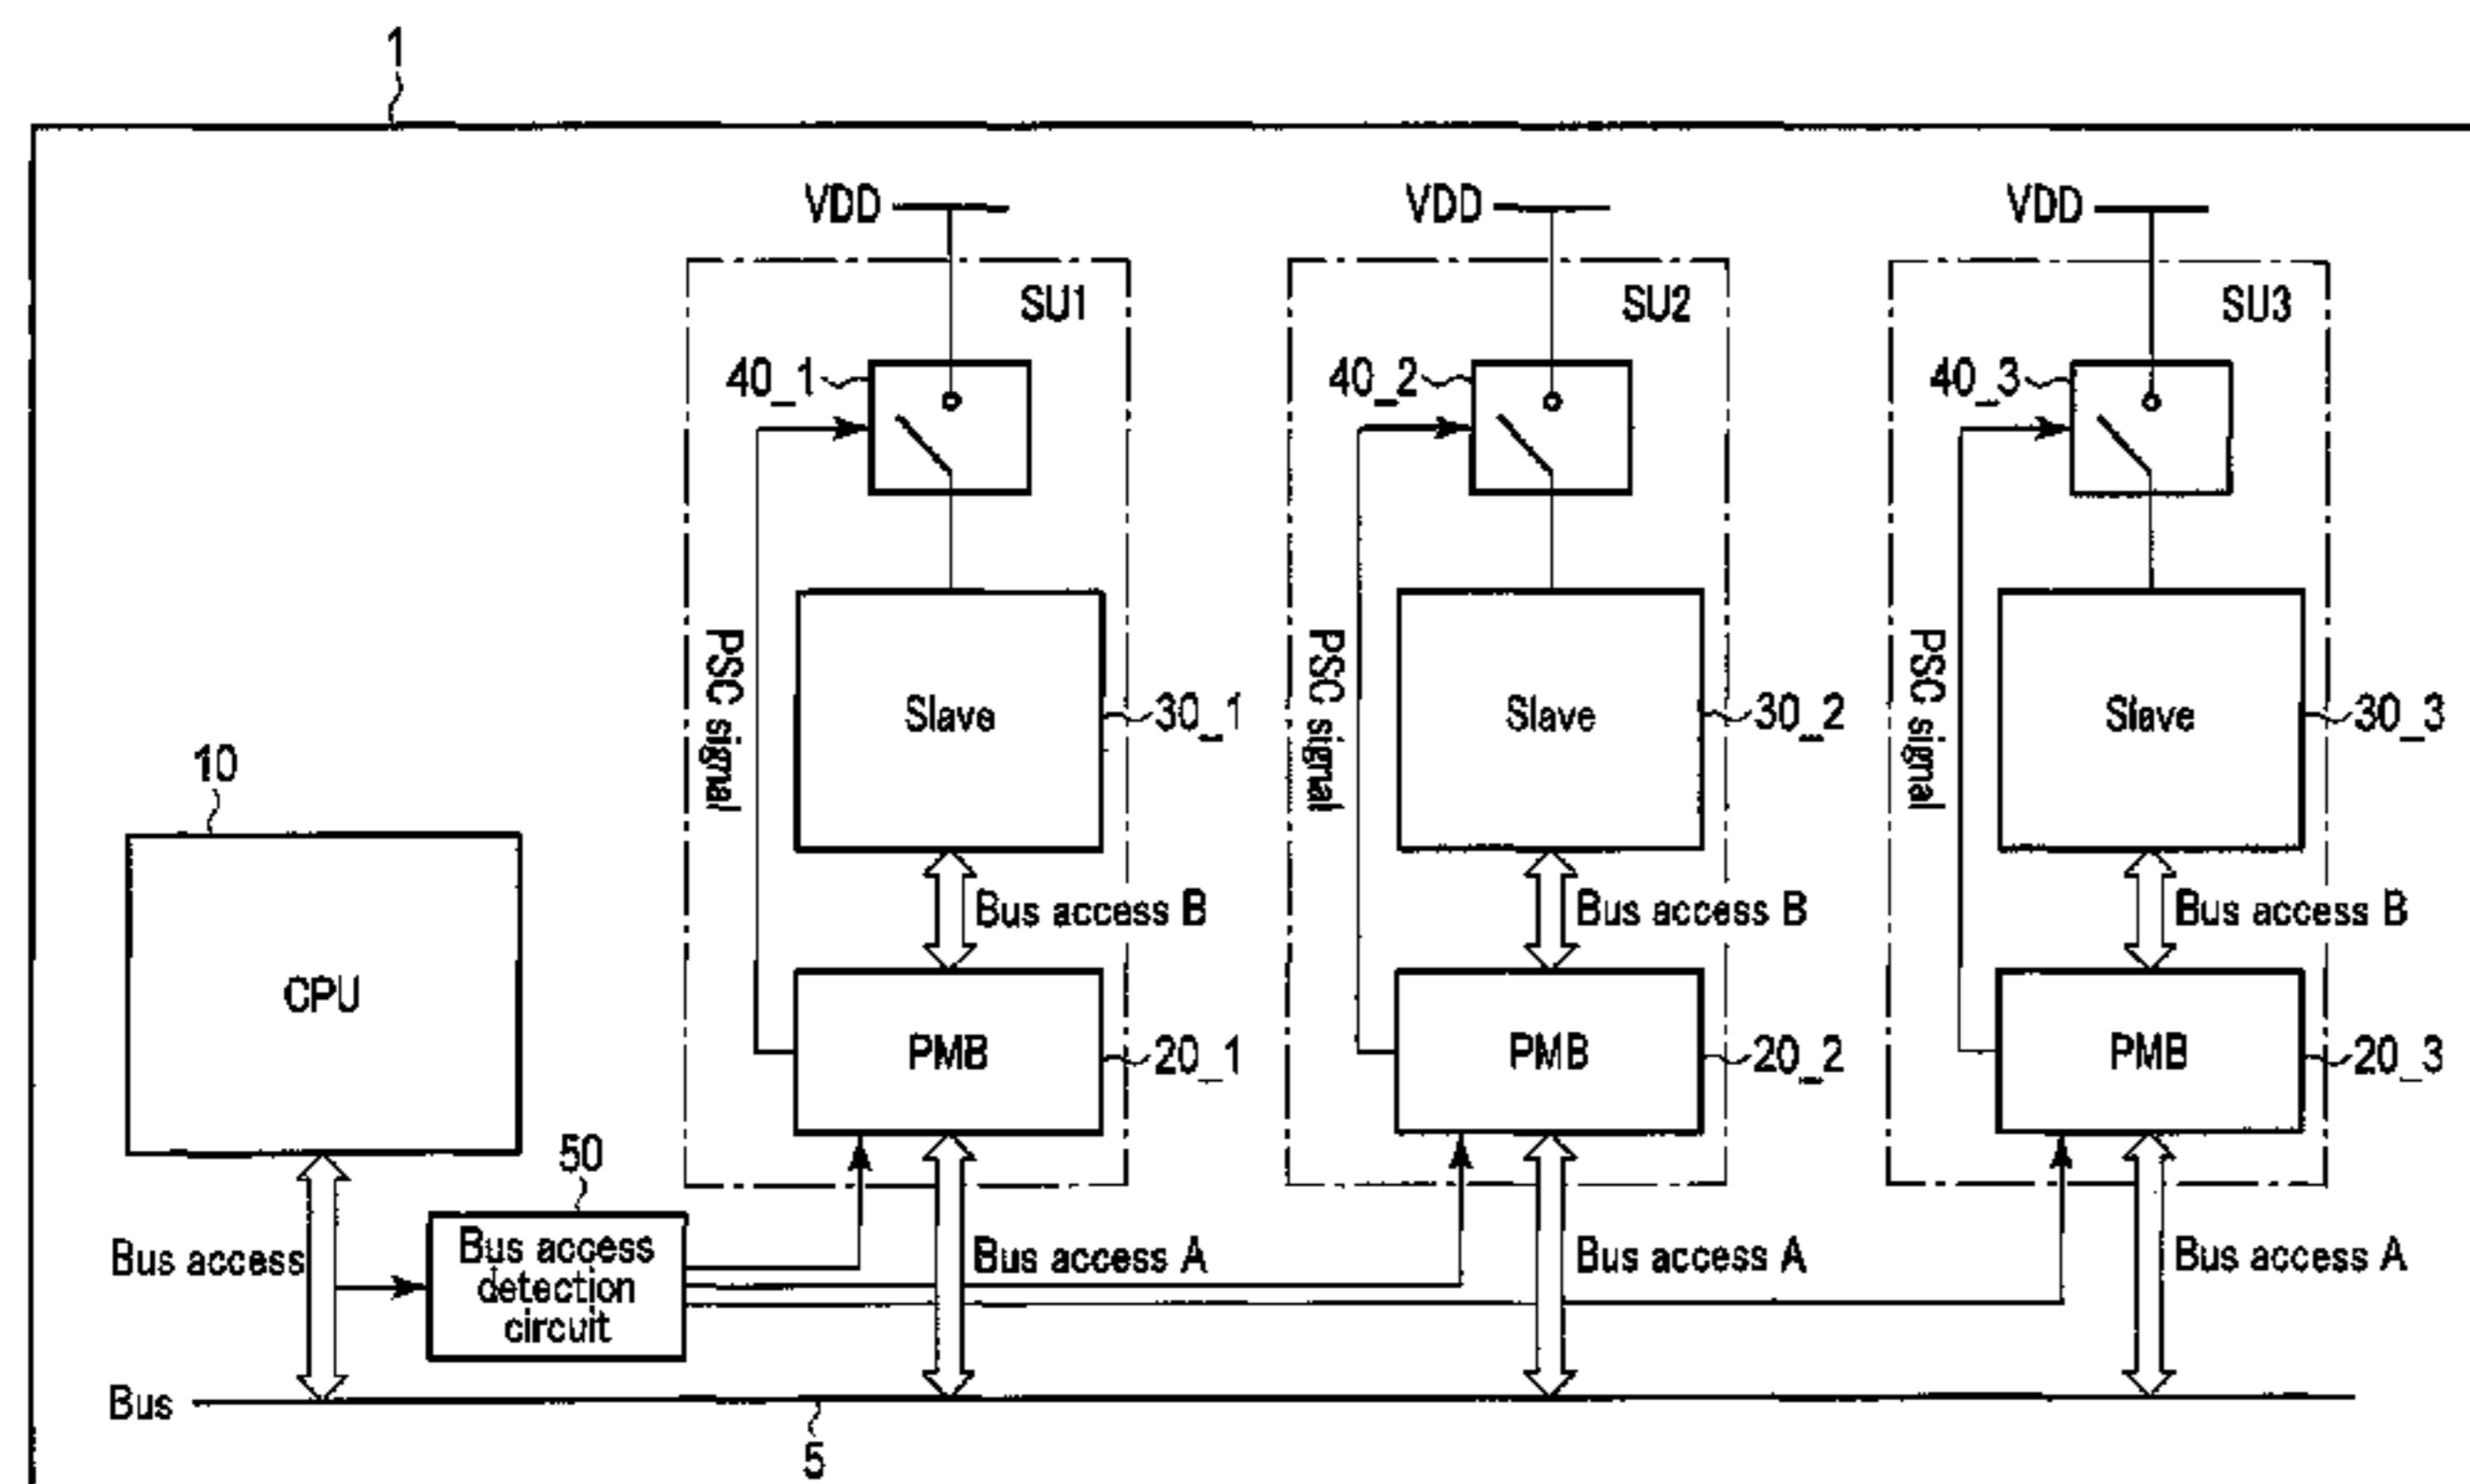 1
VDD
VDD
VDD
SU1
SU2
SU3
40_1
40_2
40_3
PSC signal
PSC signal
PSC signal
Slave
30_1
Slave
30_2
Slave
30_3
10
CPU
Bus access B
Bus access B
Bus access B
PMB
20_1
PMB
20_2
PMB
20_3
50
Bus access
Bus access
detection
circuit
Bus access A
Bus access A
Bus access A
Bus
5